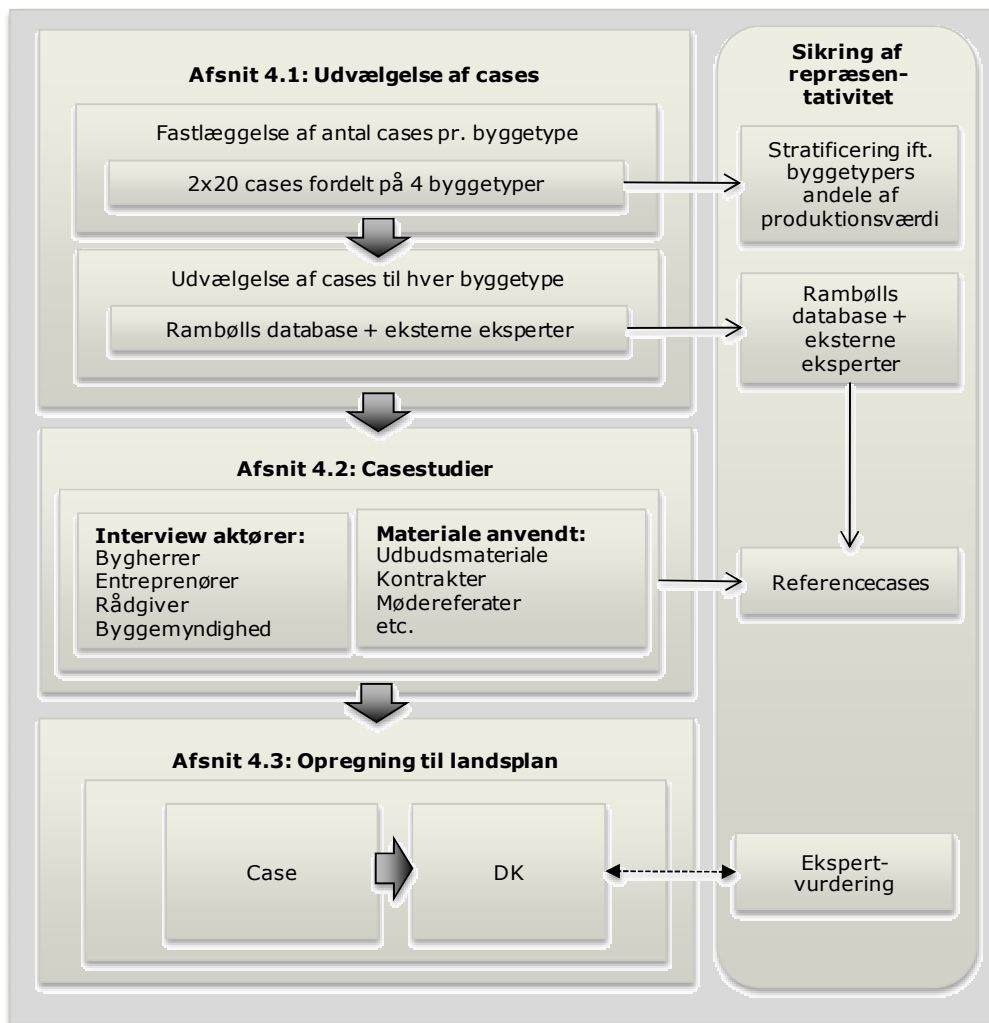 Afsnit 4.1: Udvælgelse af cases
Fastlæggelse af antal cases pr. byggetype
2x20 cases fordelt på 4 byggetyper
Udvælgelse af cases til hver byggetype
Rambølls database + eksterne eksperter
Afsnit 4.2: Casestudier
Interview aktører:
Bygherrer
Entreprenører
Rådgiver
Byggemyndighed
Materiale anvendt:
Udbudsmateriale
Kontrakter
Mødereferater
etc.
Afsnit 4.3: Opregning til landsplan
Case
DK
Sikring af
repræsen-
tativitet
Stratificering ift.
byggetypers
andele af
produktionsværdi
Rambølls
database +
eksterne
eksperter
Referencecases
Ekspert-
vurdering